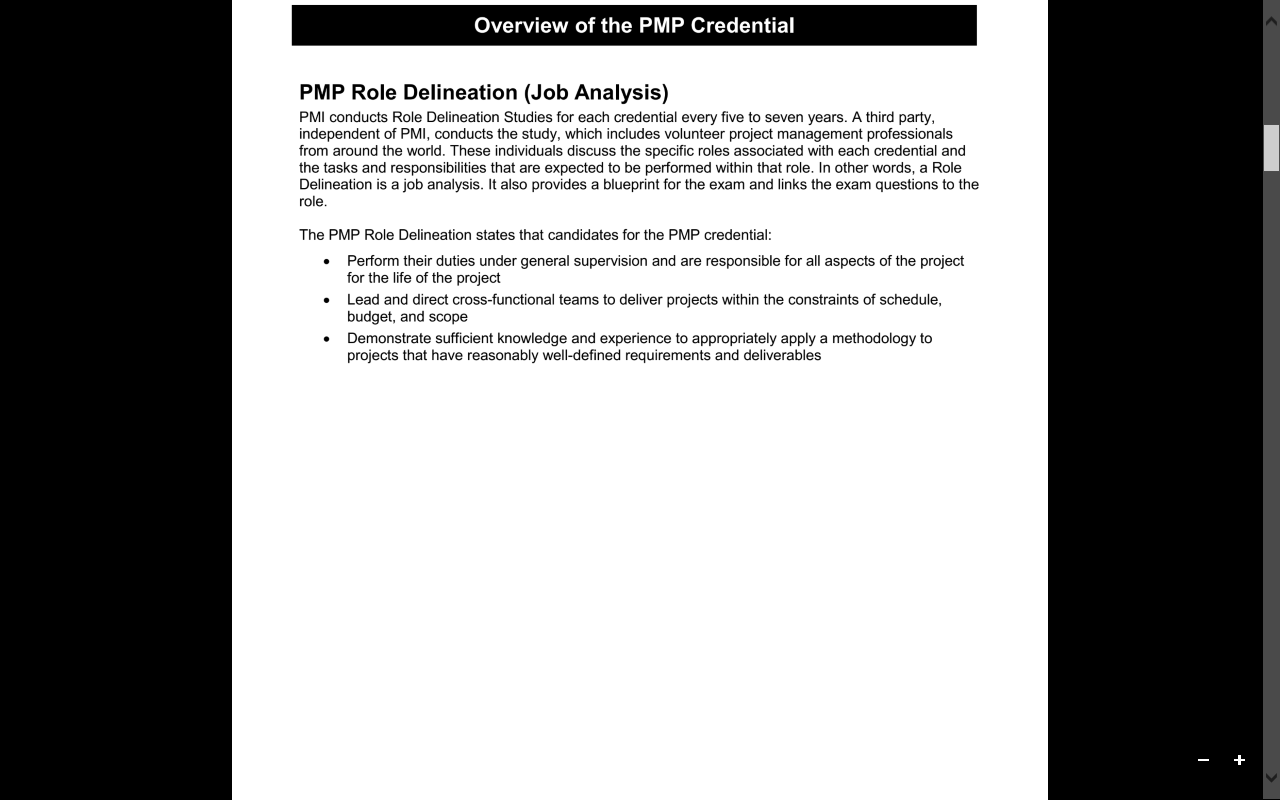 Overview of the PMP Credential
PMP Role Delineation (Job Analysis)
PMI conducts Role Delineation Studies for each credential every five to seven years. A third party,
independent of PMI, conducts the study, which includes volunteer project management professionals
from around the world. These individuals discuss the specific roles associated with each credential and
the tasks and responsibilities that are expected to be performed within that role. In other words, a Role
Delineation is a job analysis. It also provides a blueprint for the exam and links the exam questions to the
role.
The PMP Role Delineation states that candidates for the PMP credential:
• Perform their duties under general supervision and are responsible for all aspects of the project
for the life of the project
• Lead and direct cross-functional teams to deliver projects within the constraints of schedule,
budget, and scope
• Demonstrate sufficient knowledge and experience to appropriately apply a methodology to
projects that have reasonably well-defined requirements and deliverables